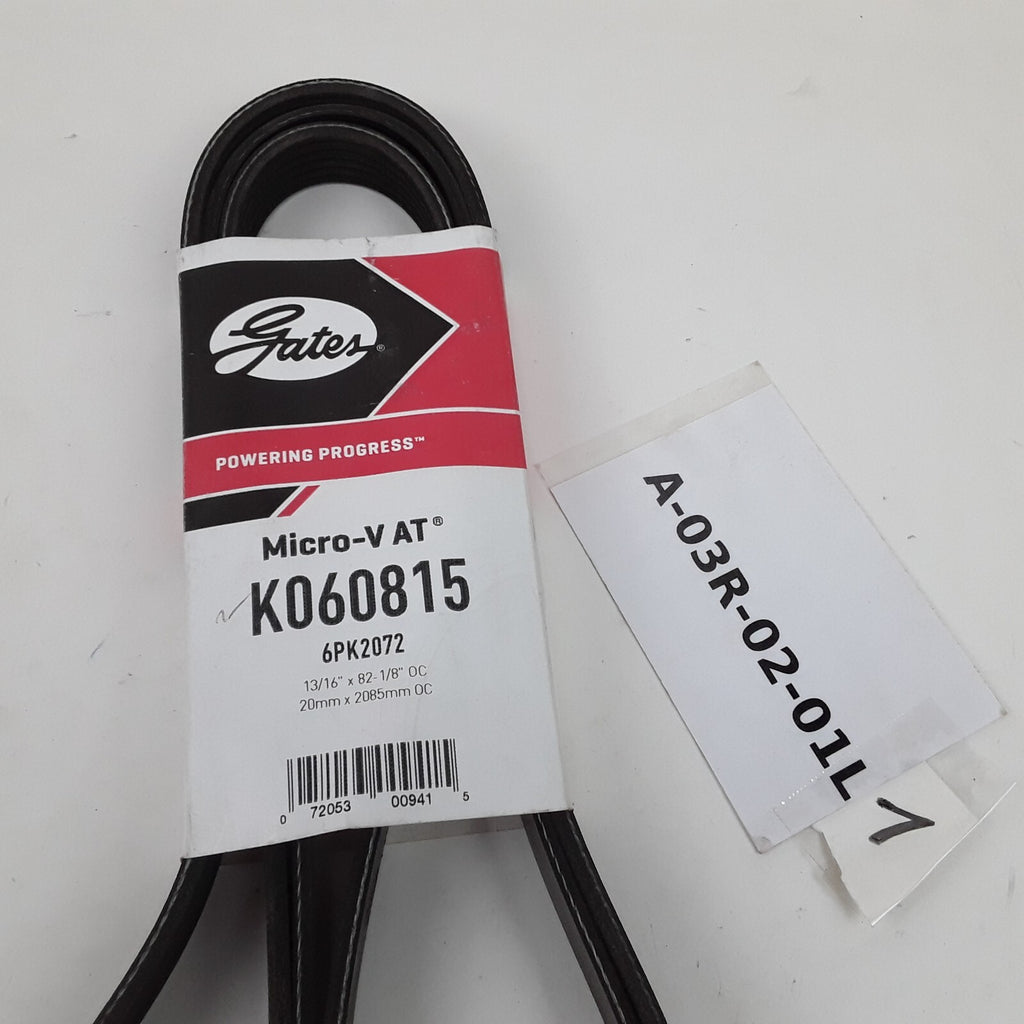 Gates®
POWERING PROGRESS™
Micro-V AT®
K060815
6PK2072
13/16" x 82-1/8" OC
20mm x 2085mm OC
0 72053 00941 5
A-03R-02-01L
7